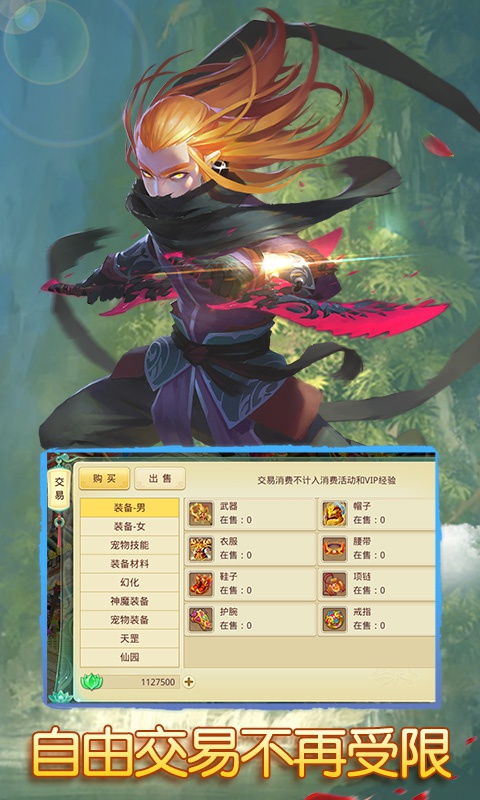 交易
购买 出售
交易消费不计入消费活动和VIP经验
装备-男
装备-女
宠物技能
装备材料
幻化
神魔装备
宠物装备
天罡
仙园
武器
在售：0
帽子
在售：0
衣服
在售：0
腰带
在售：0
鞋子
在售：0
项链
在售：0
护腕
在售：0
戒指
在售：0
1127500
自由交易不再受限